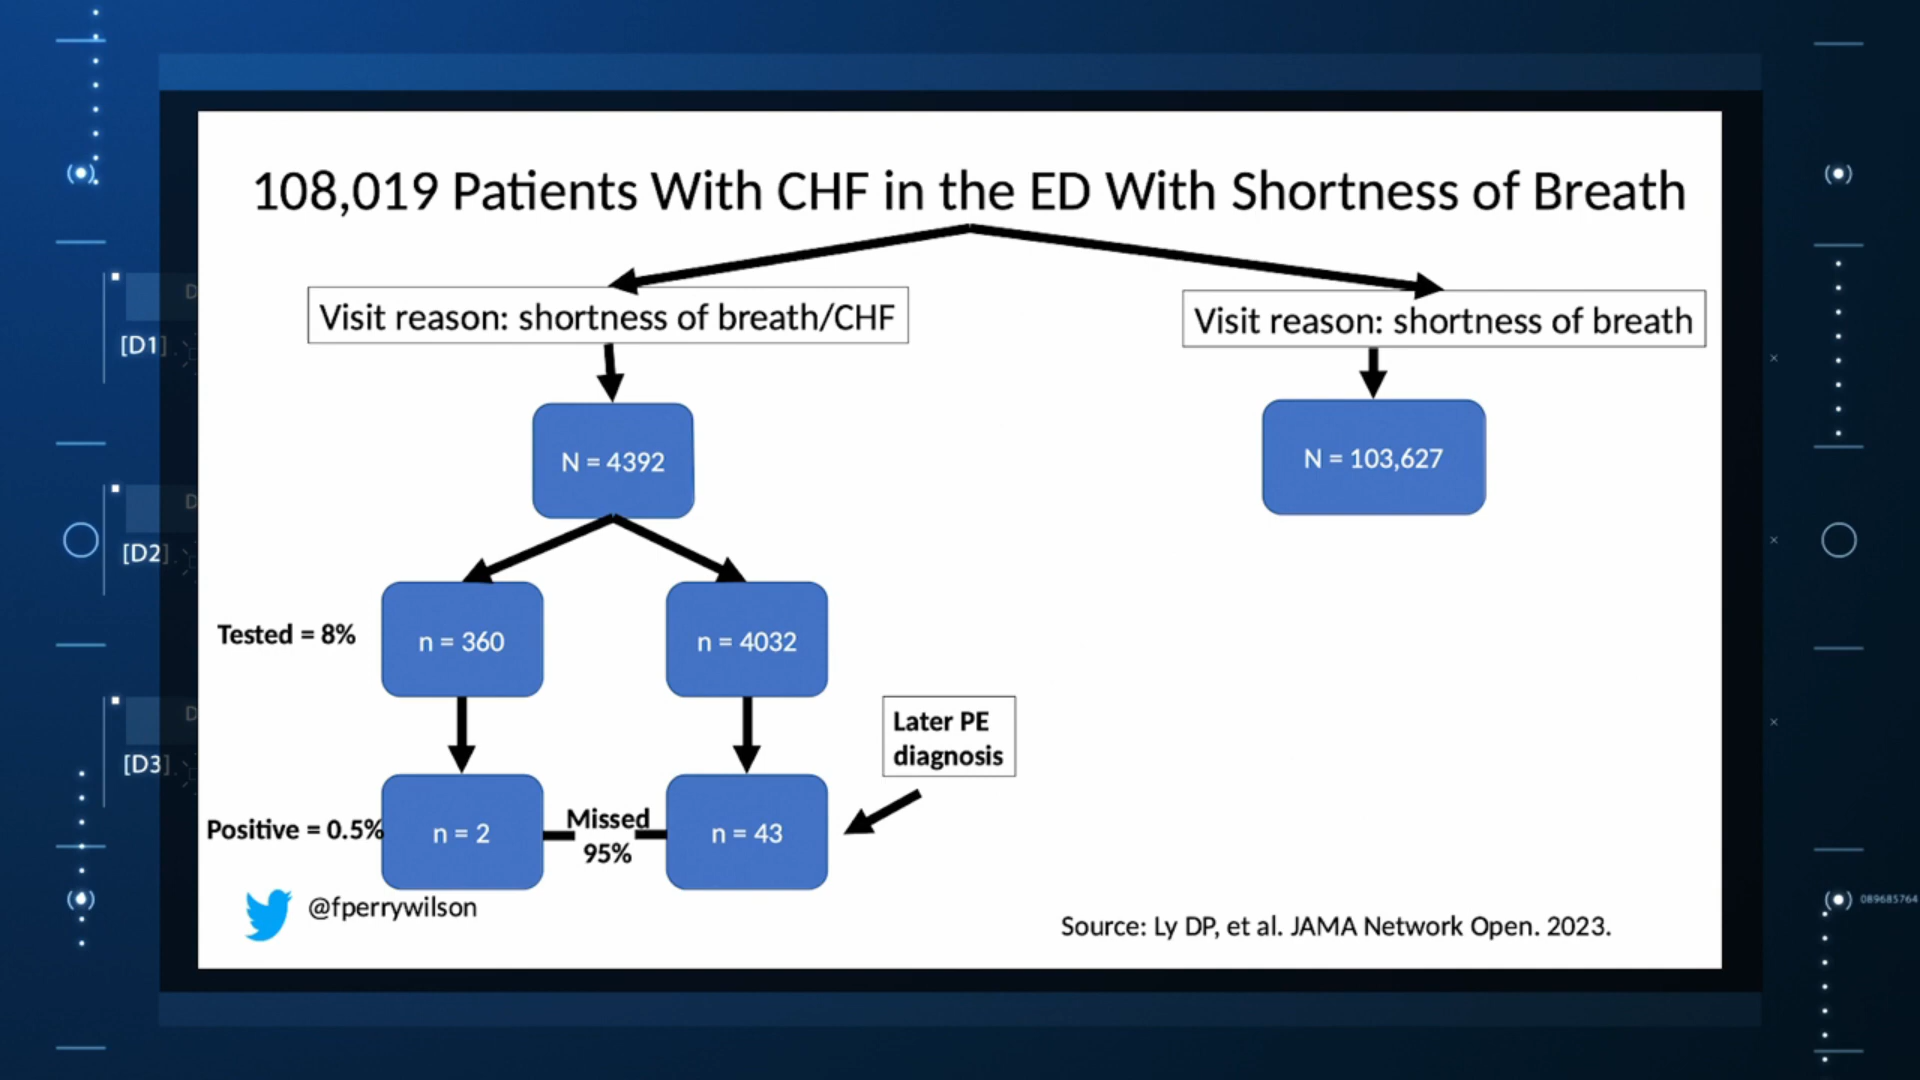 108,019 Patients With CHF in the ED With Shortness of Breath
Visit reason: shortness of breath/CHF
Visit reason: shortness of breath
N = 4392
N = 103,627
Tested = 8%
n = 360
n = 4032
Later PE
diagnosis
Positive = 0.5%
n = 2
Missed
95%
n = 43
@fperrywilson
Source: Ly DP, et al. JAMA Network Open. 2023.
[D1]
[D2]
[D3]
D
D
D
089685764